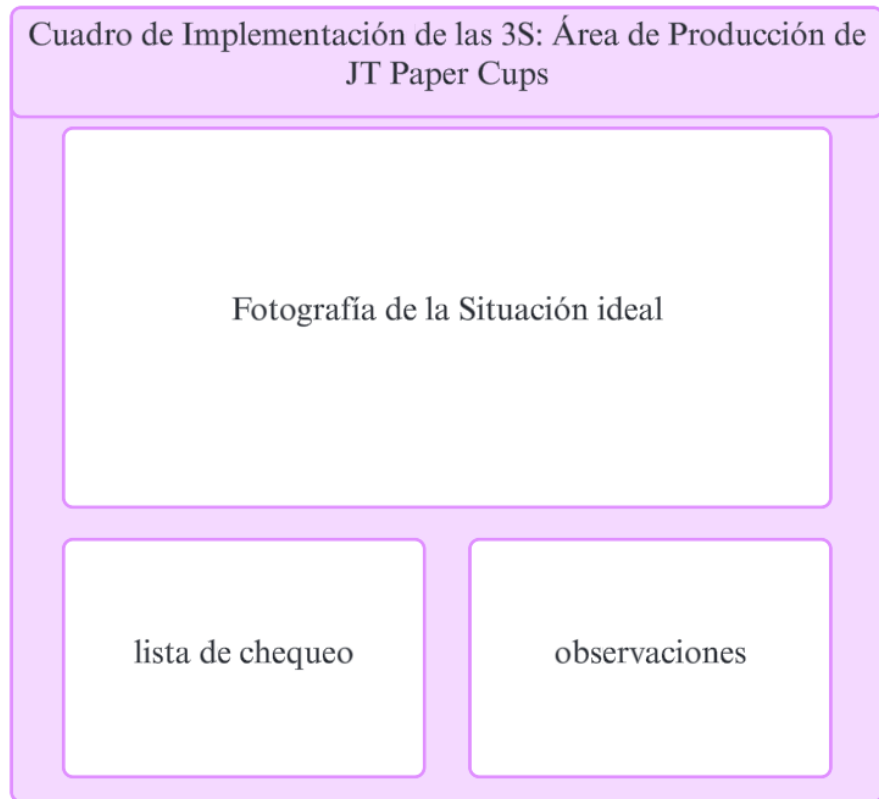 Cuadro de Implementación de las 3S: Área de Producción de
JT Paper Cups
Fotografía de la Situación ideal
lista de chequeo
observaciones